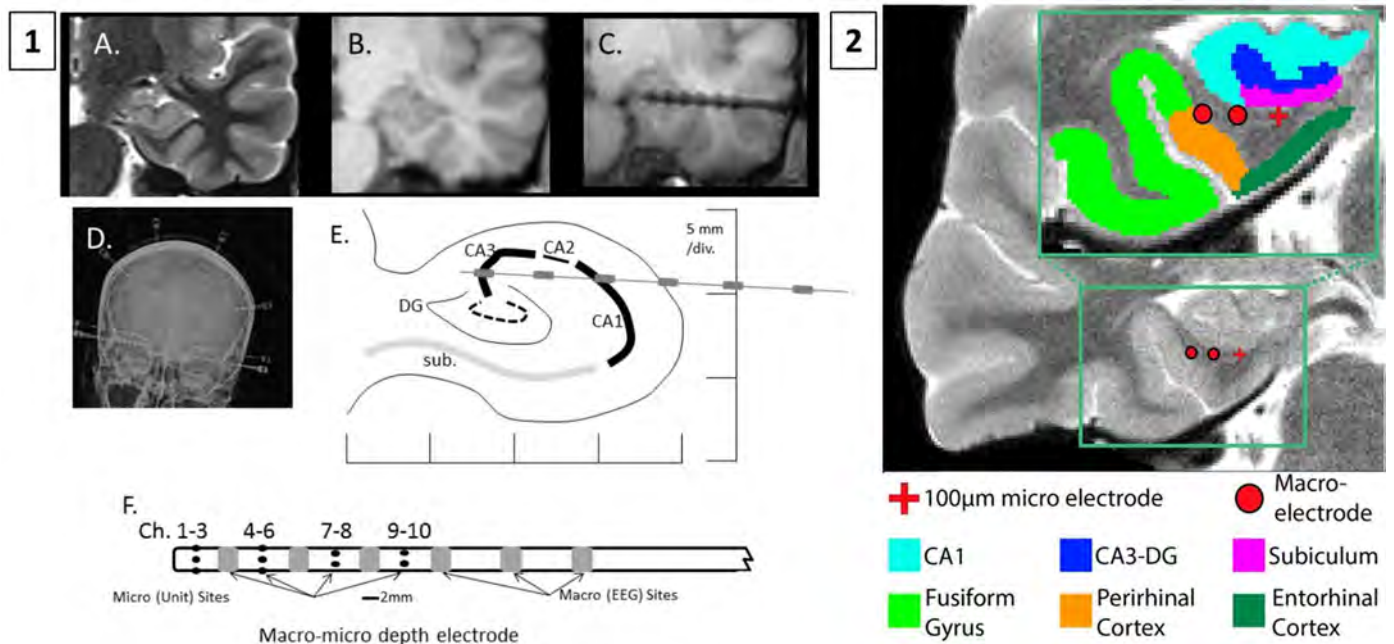 1
A.
B.
C.
D.
E.
CA3
CA2
5 mm
/div.
DG
CA1
sub.
F.
Ch. 1-3 4-6 7-8 9-10
Micro (Unit) Sites
2mm
Macro (EEG) Sites
Macro-micro depth electrode
2
100µm micro electrode
Macro-
electrode
CA1
CA3-DG
Subiculum
Fusiform
Gyrus
Perirhinal
Cortex
Entorhinal
Cortex